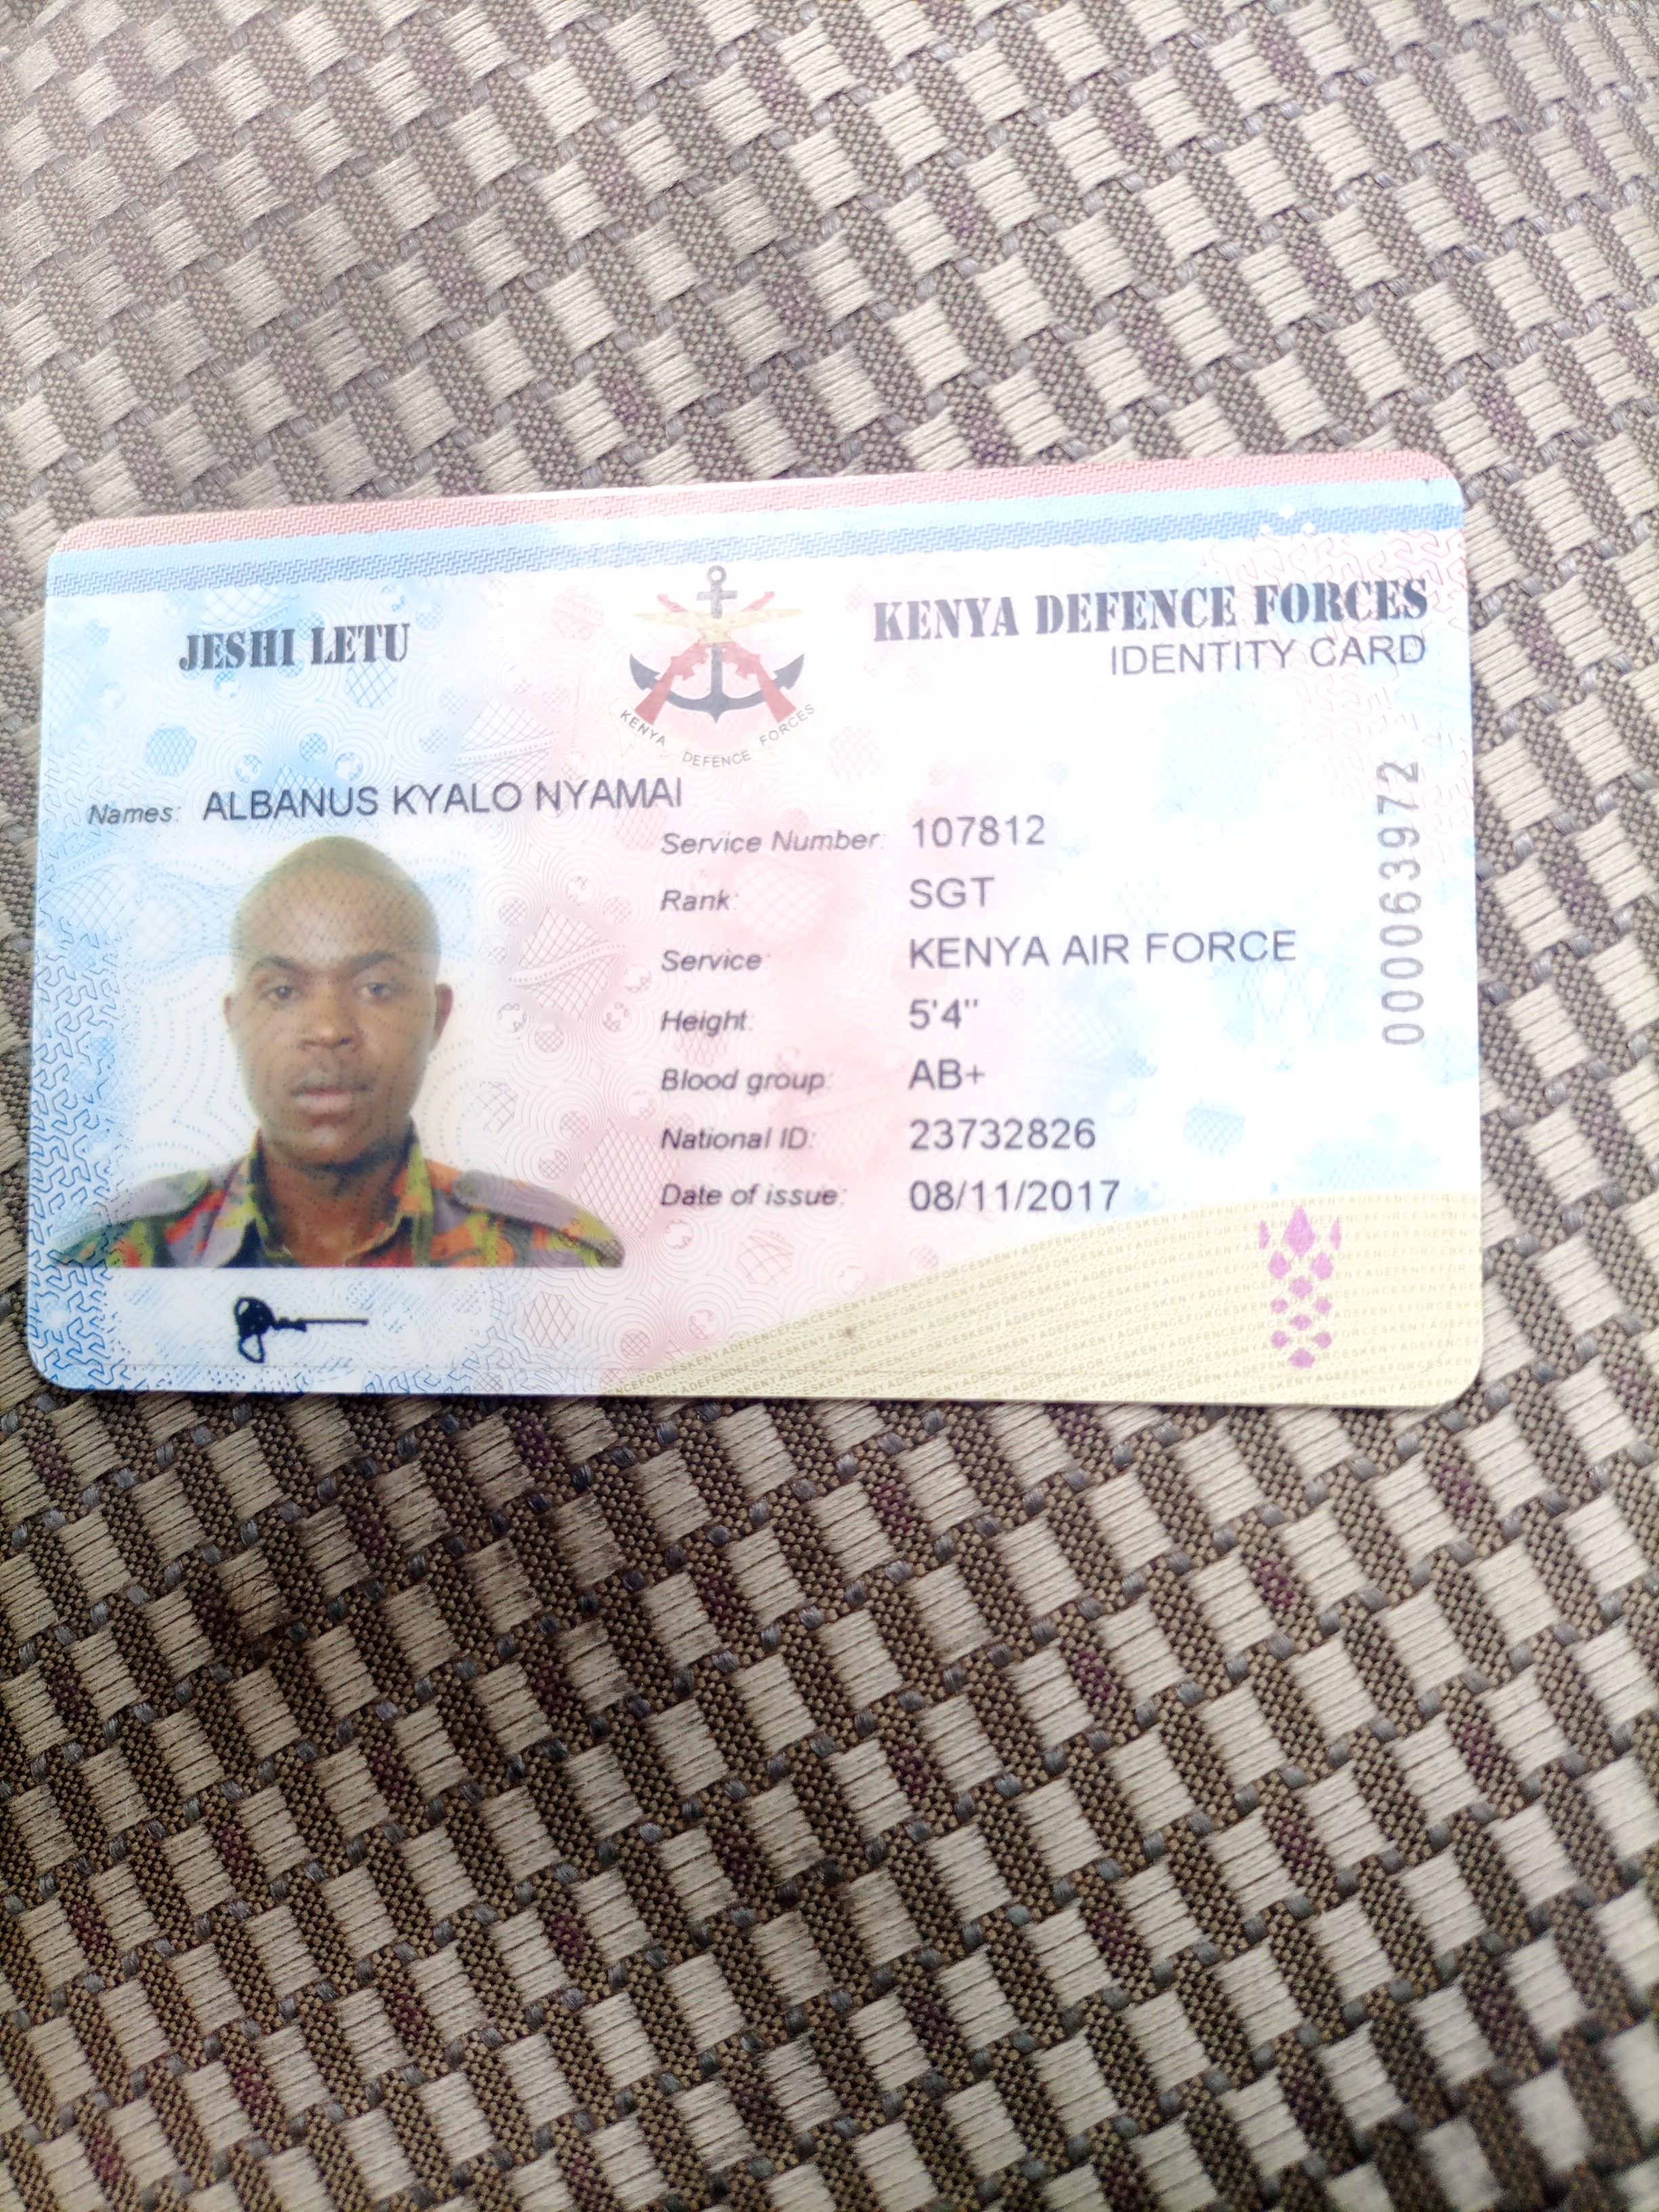 JESHI LETU
KENYA DEFENCE FORCES
IDENTITY CARD
KENYA DEFENCE FORCES
Names: ALBANUS KYALO NYAMAI
Service Number: 107812
Rank: SGT
Service: KENYA AIR FORCE
Height: 5'4"
Blood group: AB+
National ID: 23732826
Date of issue: 08/11/2017
000063972